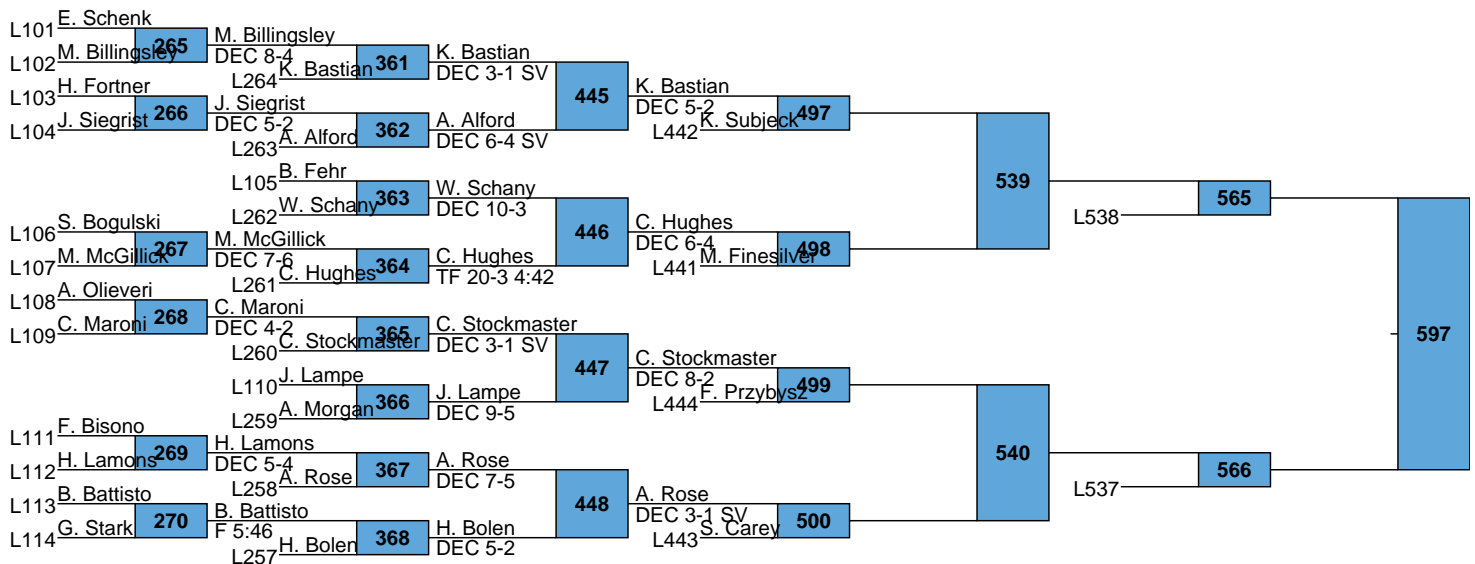 L101 E. Schenk
265
L102 M. Billingsley
M. Billingsley
DEC 8-4
L103 H. Fortner
266
L104 J. Siegrist
J. Siegrist
DEC 5-2
L106 S. Bogulski
267
L107 M. McGillick
M. McGillick
DEC 7-6
L108 A. Olieveri
268
L109 C. Maroni
C. Maroni
DEC 4-2
L111 F. Bisono
269
L112 H. Lamons
H. Lamons
DEC 5-4
L113 B. Battisto
270
L114 G. Stark
B. Battisto
F 5:46
361
L264 K. Bastian
K. Bastian
DEC 3-1 SV
362
L263 A. Alford
A. Alford
DEC 6-4 SV
L105 B. Fehr
363
L262 W. Schany
W. Schany
DEC 10-3
364
L261 C. Hughes
C. Hughes
TF 20-3 4:42
365
L260 C. Stockmaster
C. Stockmaster
DEC 3-1 SV
L110 J. Lampe
366
L259 A. Morgan
J. Lampe
DEC 9-5
367
L258 A. Rose
A. Rose
DEC 7-5
368
L257 H. Bolen
H. Bolen
DEC 5-2
445
K. Bastian
DEC 5-2
446
C. Hughes
DEC 6-4
447
C. Stockmaster
DEC 8-2
448
A. Rose
DEC 3-1 SV
497
L442 K. Subjeck
498
L441 M. Finesilver
499
L444 F. Przybysz
500
L443 S. Carey
539
540
565
L538
566
L537
597